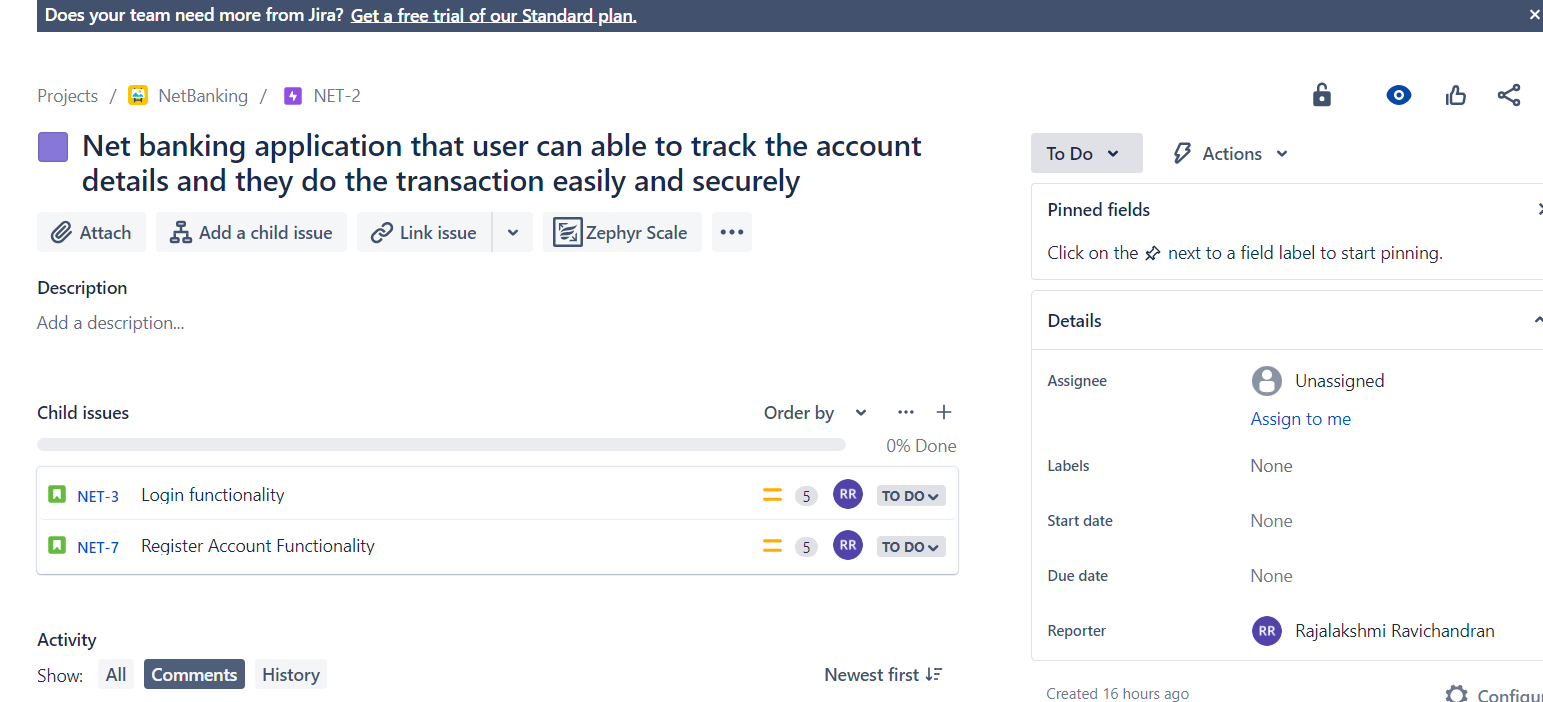 Does your team need more from Jira? Get a free trial of our Standard plan.
Projects / NetBanking / NET-2
Net banking application that user can able to track the account
details and they do the transaction easily and securely
Attach Add a child issue Link issue Zephyr Scale
Description
Add a description...
Child issues Order by
0% Done
NET-3 Login functionality 5 RR TO DO
NET-7 Register Account Functionality 5 RR TO DO
Activity
Show: All Comments History Newest first
To Do Actions
Pinned fields
Click on the next to a field label to start pinning.
Details
Assignee Unassigned
Assign to me
Labels None
Start date None
Due date None
Reporter RR Rajalakshmi Ravichandran
Created 16 hours ago Configur